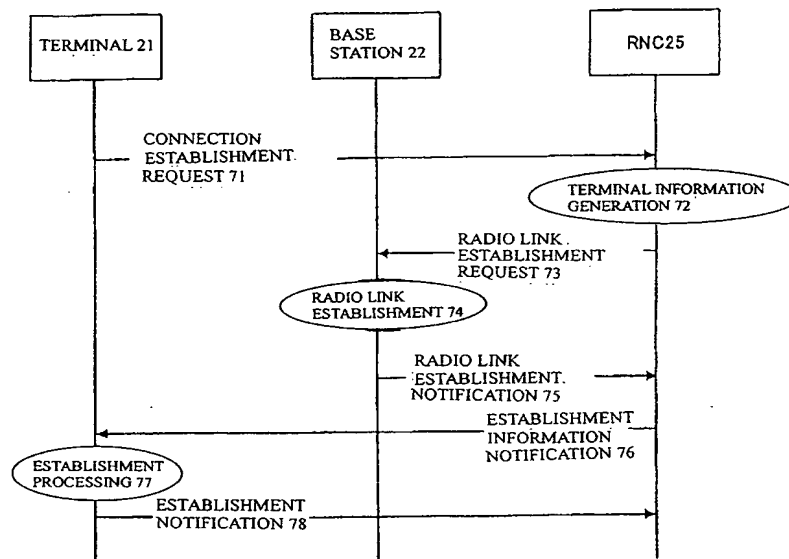 TERMINAL 21
BASE
STATION 22
RNC25
CONNECTION
ESTABLISHMENT
REQUEST 71
TERMINAL INFORMATION
GENERATION 72
RADIO LINK
ESTABLISHMENT
REQUEST 73
RADIO LINK
ESTABLISHMENT 74
RADIO LINK
ESTABLISHMENT
NOTIFICATION 75
ESTABLISHMENT
INFORMATION
NOTIFICATION 76
ESTABLISHMENT
PROCESSING 77
ESTABLISHMENT
NOTIFICATION 78